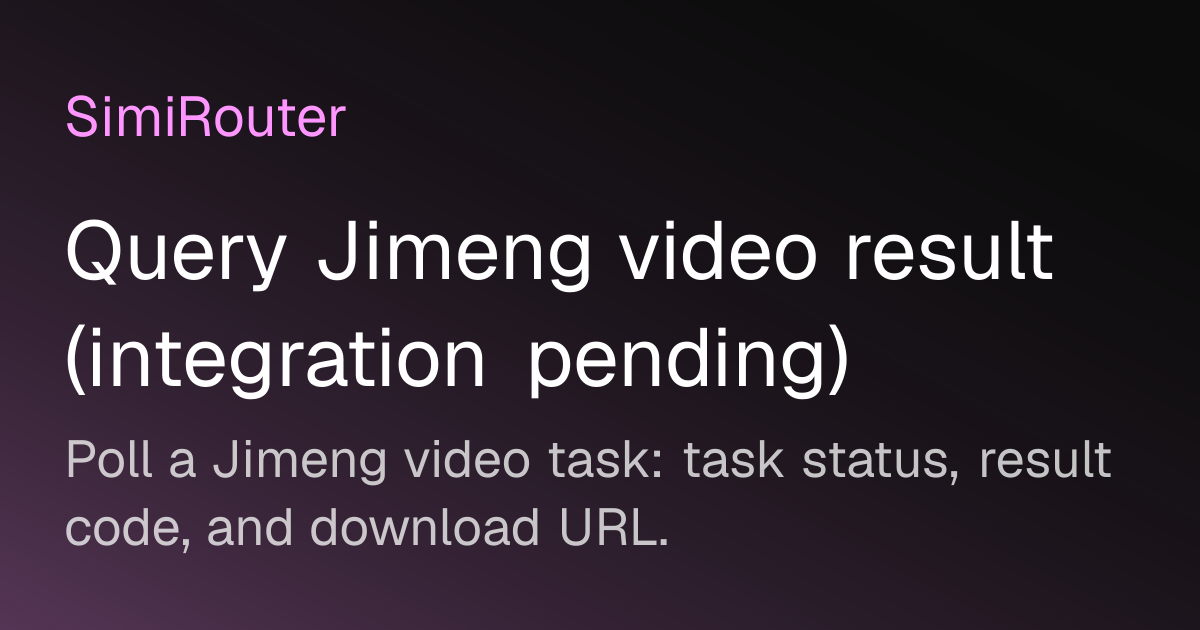 SimiRouter
Query Jimeng video result
(integration pending)
Poll a Jimeng video task: task status, result
code, and download URL.